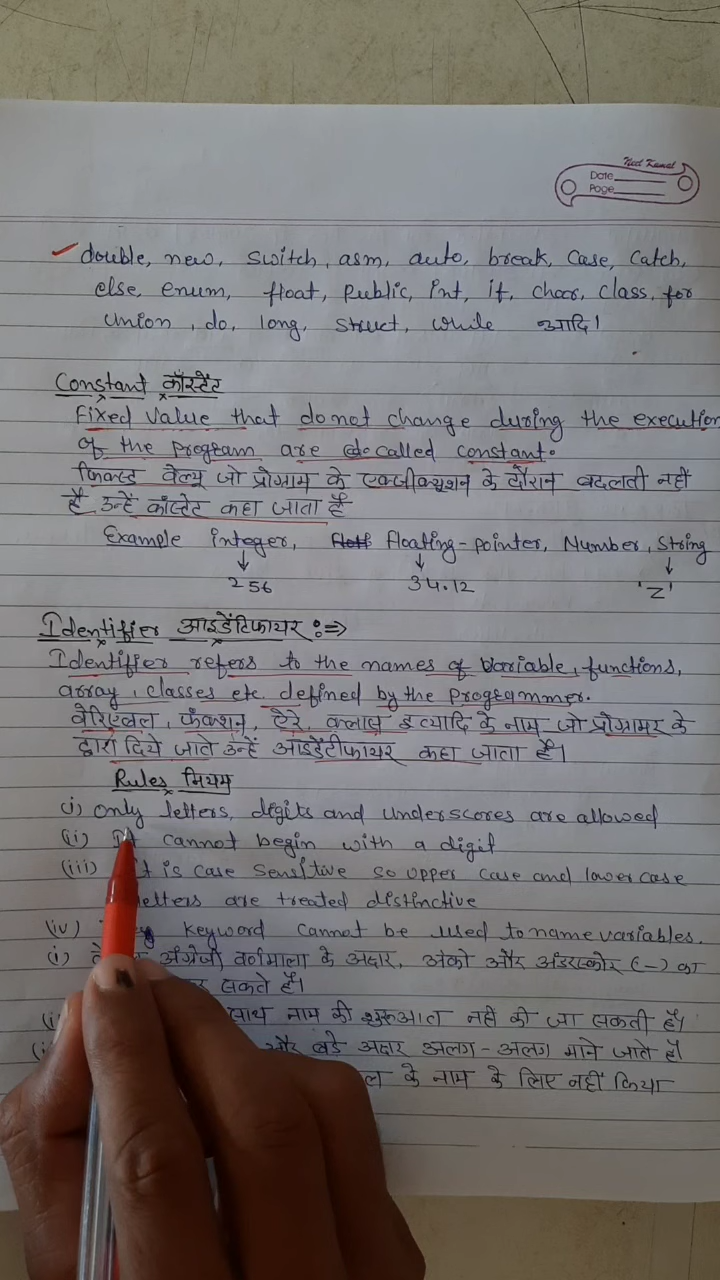 Neel Kamal
Date
Page
double, new, switch, asm, auto, break, case, catch,
else, enum, float, public, int, if, char, class, for
union, do, long, struct, while आदि।
Constant कॉंस्टेंट
Fixed value that do not change during the execution
of the program are called constant.
फिक्स्ड वेल्यू जो प्रोग्राम के एक्जीक्यूशन के दौरान बदलती नहीं
है उन्हें कांस्टेट कहा जाता है
Example integer, floating-pointer, Number, string
256 34.12 'Z'
Identifier आइडेंटिफायर :⇒
Identifier refers to the names of variable, functions,
array, classes etc. defined by the programmer.
वैरिएबल, फंक्शन, ऐरे, क्लास इत्यादि के नाम जो प्रोग्रामर के
द्वारा दिये जाते उन्हें आइडेंटीफायर कहा जाता है।
Rules नियम
(i) only letters, digits and underscores are allowed
(ii) It cannot begin with a digit
(iii) It is case sensitive so upper case and lower case
letters are treated distinctive
(iv) keyword cannot be used to name variables.
(i) अंग्रेजी वर्णमाला के अक्षर, अंको और अंडरस्कोर (-) का
सकते हैं।
साथ नाम की शुरूआत नहीं की जा सकती हैं।
और बडे अक्षर अलग-अलग माने जाते है
के नाम के लिए नहीं किया